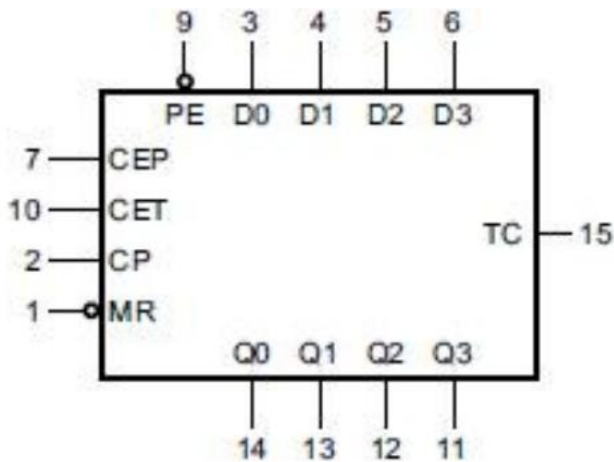 9 3 4 5 6
PE D0 D1 D2 D3
7 CEP
10 CET
TC 15
2 CP
1 MR
Q0 Q1 Q2 Q3
14 13 12 11